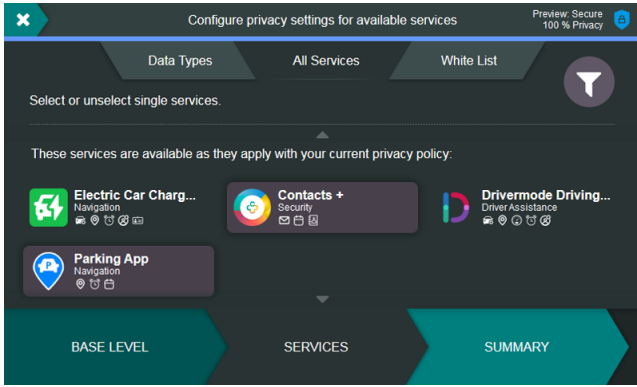 Configure privacy settings for available services
Preview: Secure
100 % Privacy
Data Types
All Services
White List
Select or unselect single services.
These services are available as they apply with your current privacy policy:
Electric Car Charg...
Navigation
Contacts +
Security
Drivermode Driving...
Driver Assistance
Parking App
Navigation
BASE LEVEL
SERVICES
SUMMARY